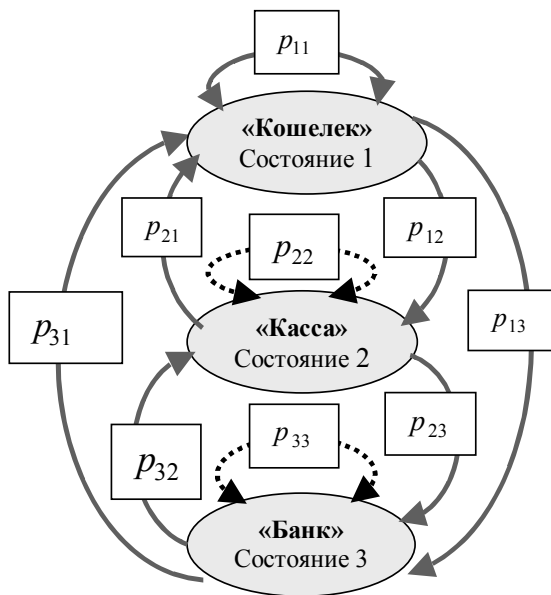 p11
«Кошелек»
Состояние 1
p21
p12
p22
p31
p13
«Касса»
Состояние 2
p32
p33
p23
«Банк»
Состояние 3